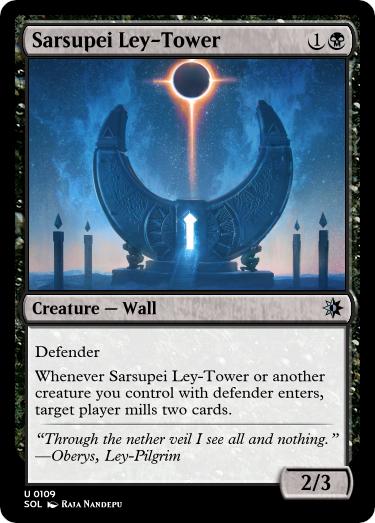 Sarsupei Ley-Tower
1
Creature — Wall
Defender
Whenever Sarsupei Ley-Tower or another
creature you control with defender enters,
target player mills two cards.
“Through the nether veil I see all and nothing.”
—Oberys, Ley-Pilgrim
2/3
U 0109
SOL Raja Nandepu